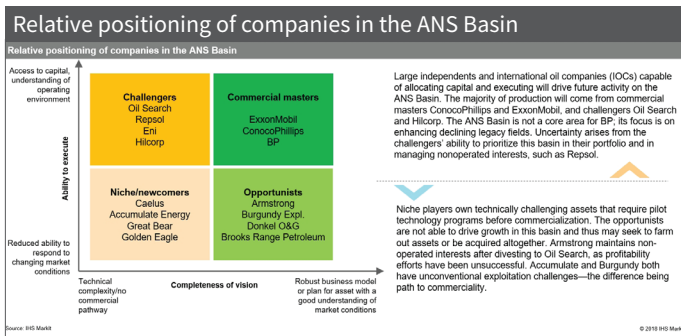 Relative positioning of companies in the ANS Basin
Relative positioning of companies in the ANS Basin
Access to capital,
understanding of
operating
environment
Ability to execute
Reduced ability to
respond to
changing market
conditions
Challengers
Oil Search
Repsol
Eni
Hilcorp
Commercial masters
ExxonMobil
ConocoPhillips
BP
Niche/newcomers
Caelus
Accumulate Energy
Great Bear
Golden Eagle
Opportunists
Armstrong
Burgundy Expl.
Donkel O&G
Brooks Range Petroleum
Technical
complexity/no
commercial
pathway
Completeness of vision
Robust business model
or plan for asset with a
good understanding of
market conditions
Large independents and international oil companies (IOCs) capable
of allocating capital and executing will drive future activity on the
ANS Basin. The majority of production will come from commercial
masters ConocoPhillips and ExxonMobil, and challengers Oil Search
and Hilcorp. The ANS Basin is not a core area for BP; its focus is on
enhancing declining legacy fields. Uncertainty arises from the
challengers' ability to prioritize this basin in their portfolio and in
managing nonoperated interests, such as Repsol.
Niche players own technically challenging assets that require pilot
technology programs before commercialization. The opportunists
are not able to drive growth in this basin and thus may seek to farm
out assets or be acquired altogether. Armstrong maintains non-
operated interests after divesting to Oil Search, as profitability
efforts have been unsuccessful. Accumulate and Burgundy both
have unconventional exploitation challenges—the difference being
path to commerciality.
Source: IHS Markit
© 2018 IHS Markit